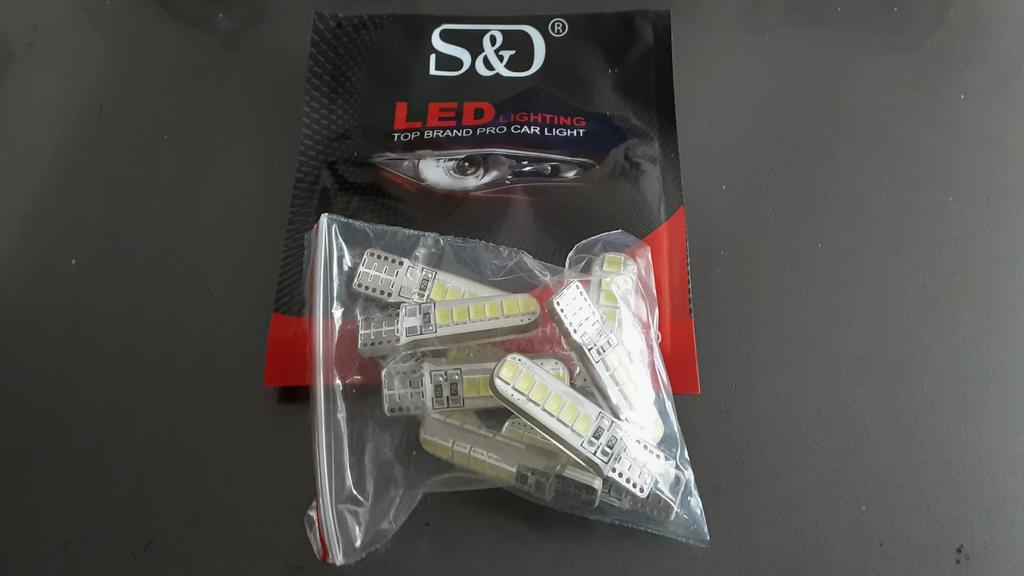 S&D®
LED LIGHTING
TOP BRAND PRO CAR LIGHT